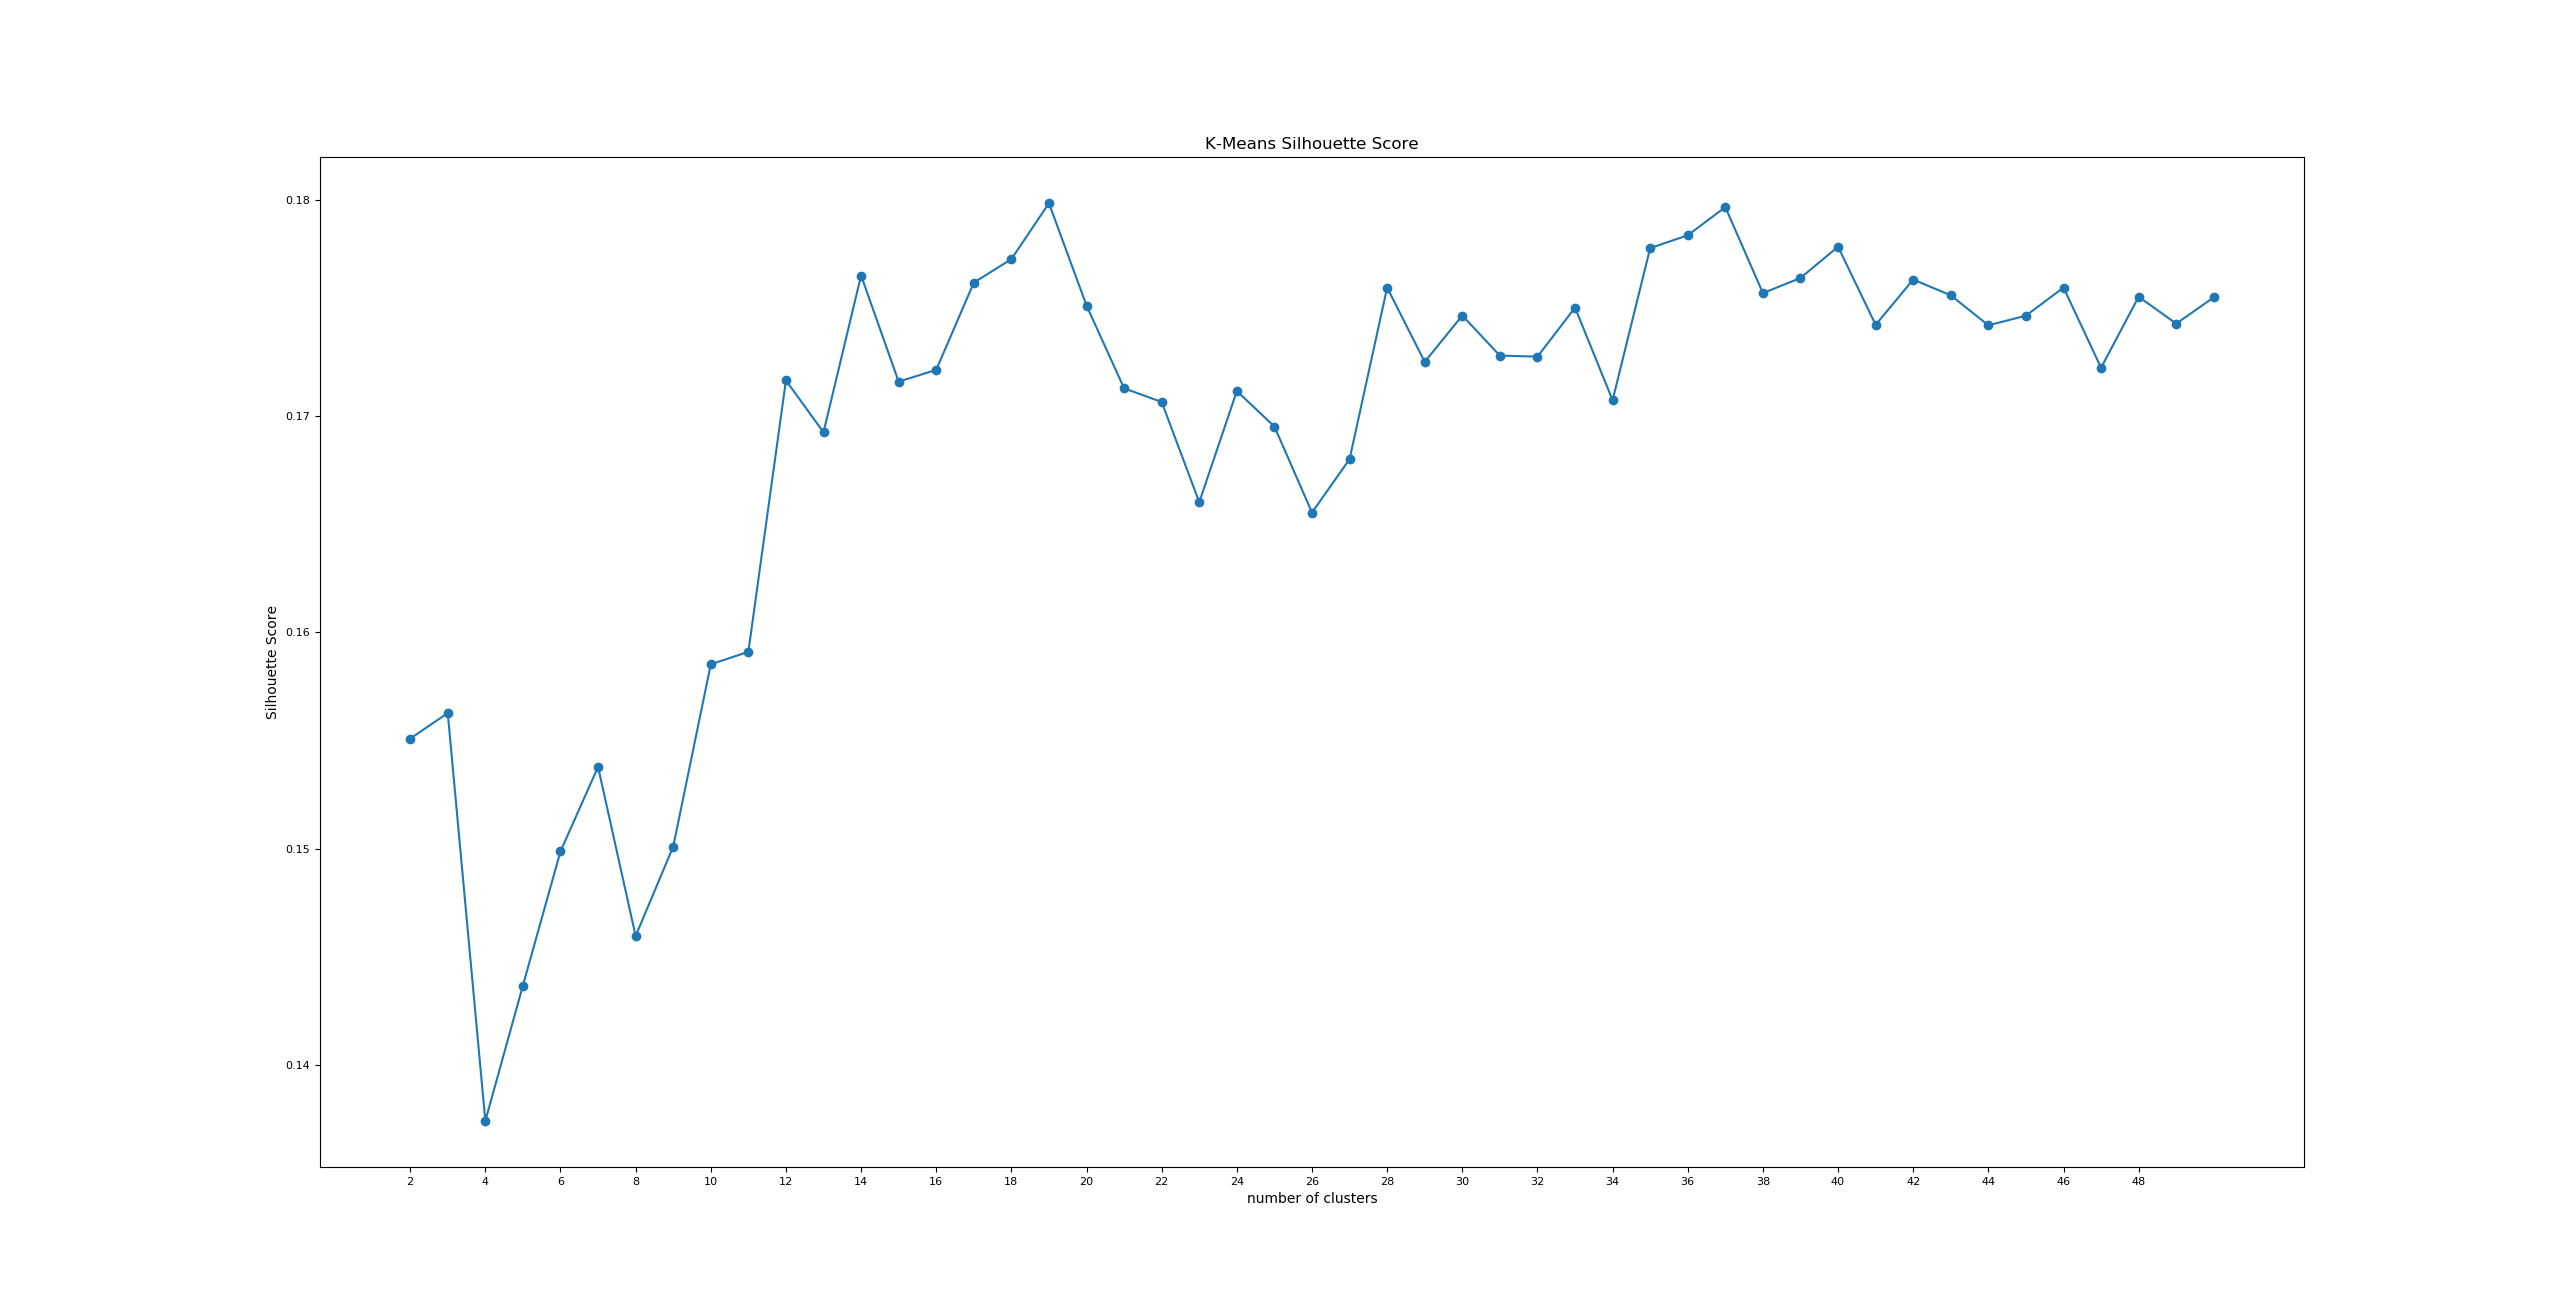 K-Means Silhouette Score
0.18
0.17
0.16
0.15
0.14
Silhouette Score
2 4 6 8 10 12 14 16 18 20 22 24 26 28 30 32 34 36 38 40 42 44 46 48
number of clusters